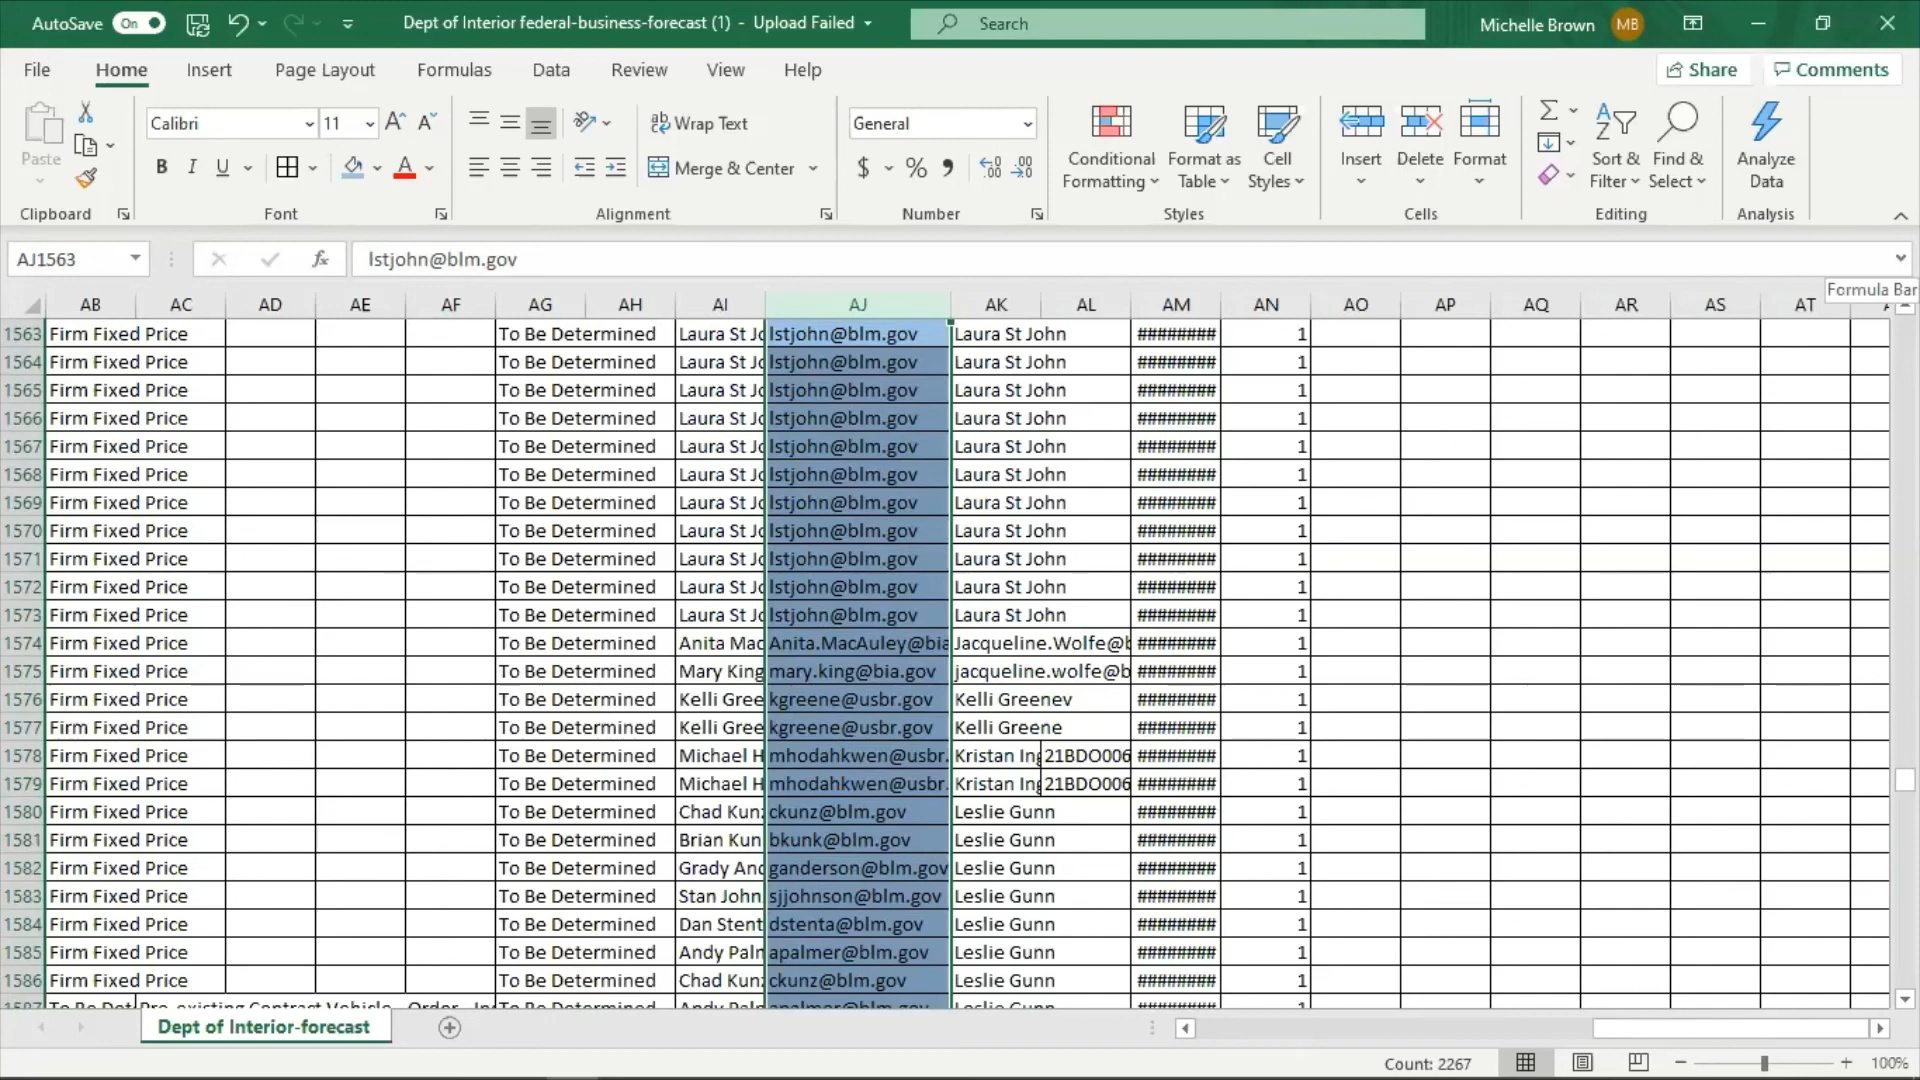 AutoSave On Dept of Interior federal-business-forecast (1) - Upload Failed Search Michelle Brown MB
File Home Insert Page Layout Formulas Data Review View Help Share Comments
Paste Calibri 11 Wrap Text General
B I U Merge & Center $ % Conditional Formatting Format as Table Cell Styles Insert Delete Format Sort & Filter Find & Select Analyze Data
Clipboard Font Alignment Number Styles Cells Editing Analysis
AJ1563 fx lstjohn@blm.gov
Formula Bar
AB AC AD AE AF AG AH AI AJ AK AL AM AN AO AP AQ AR AS AT
1563 Firm Fixed Price To Be Determined Laura St Jo lstjohn@blm.gov Laura St John ######## 1
1564 Firm Fixed Price To Be Determined Laura St Jo lstjohn@blm.gov Laura St John ######## 1
1565 Firm Fixed Price To Be Determined Laura St Jo lstjohn@blm.gov Laura St John ######## 1
1566 Firm Fixed Price To Be Determined Laura St Jo lstjohn@blm.gov Laura St John ######## 1
1567 Firm Fixed Price To Be Determined Laura St Jo lstjohn@blm.gov Laura St John ######## 1
1568 Firm Fixed Price To Be Determined Laura St Jo lstjohn@blm.gov Laura St John ######## 1
1569 Firm Fixed Price To Be Determined Laura St Jo lstjohn@blm.gov Laura St John ######## 1
1570 Firm Fixed Price To Be Determined Laura St Jo lstjohn@blm.gov Laura St John ######## 1
1571 Firm Fixed Price To Be Determined Laura St Jo lstjohn@blm.gov Laura St John ######## 1
1572 Firm Fixed Price To Be Determined Laura St Jo lstjohn@blm.gov Laura St John ######## 1
1573 Firm Fixed Price To Be Determined Laura St Jo lstjohn@blm.gov Laura St John ######## 1
1574 Firm Fixed Price To Be Determined Anita Mac Anita.MacAuley@bia Jacqueline.Wolfe@b ######## 1
1575 Firm Fixed Price To Be Determined Mary King mary.king@bia.gov jacqueline.wolfe@b ######## 1
1576 Firm Fixed Price To Be Determined Kelli Gree kgreene@usbr.gov Kelli Greenev ######## 1
1577 Firm Fixed Price To Be Determined Kelli Gree kgreene@usbr.gov Kelli Greene ######## 1
1578 Firm Fixed Price To Be Determined Michael H mhodahkwen@usbr. Kristan Ing 21BDO006 ######## 1
1579 Firm Fixed Price To Be Determined Michael H mhodahkwen@usbr. Kristan Ing 21BDO006 ######## 1
1580 Firm Fixed Price To Be Determined Chad Kunz ckunz@blm.gov Leslie Gunn ######## 1
1581 Firm Fixed Price To Be Determined Brian Kun bkunk@blm.gov Leslie Gunn ######## 1
1582 Firm Fixed Price To Be Determined Grady And ganderson@blm.gov Leslie Gunn ######## 1
1583 Firm Fixed Price To Be Determined Stan John sjjohnson@blm.gov Leslie Gunn ######## 1
1584 Firm Fixed Price To Be Determined Dan Stent dstenta@blm.gov Leslie Gunn ######## 1
1585 Firm Fixed Price To Be Determined Andy Palm apalmer@blm.gov Leslie Gunn ######## 1
1586 Firm Fixed Price To Be Determined Chad Kunz ckunz@blm.gov Leslie Gunn ######## 1
Dept of Interior-forecast
Count: 2267 100%